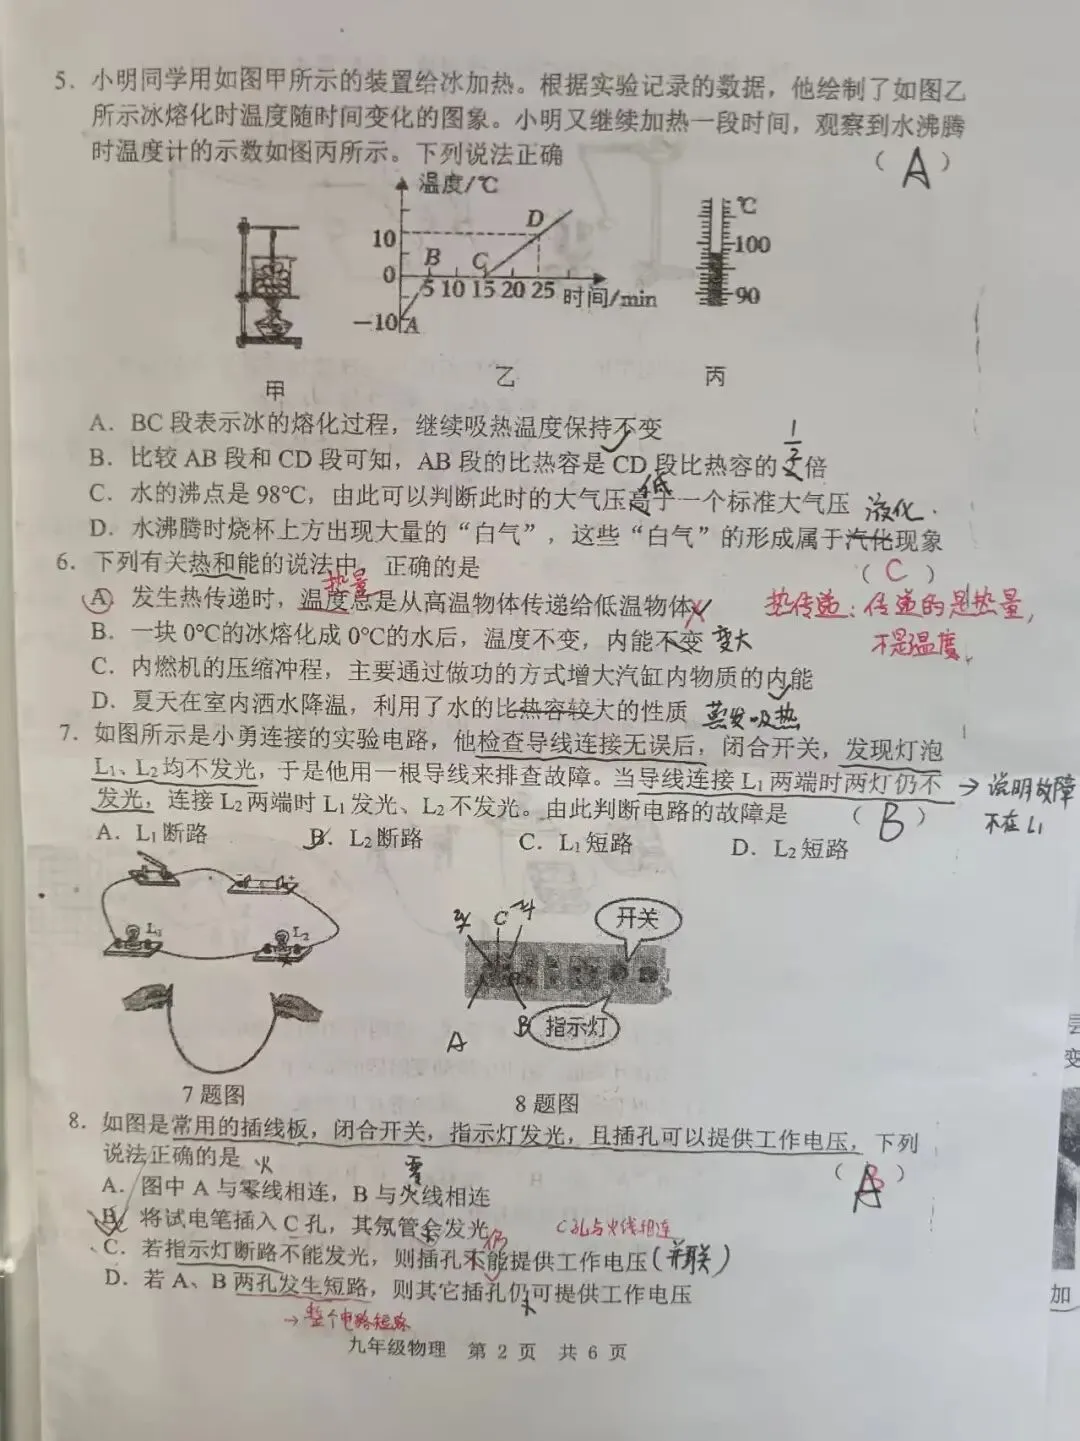 5．小明同学用如图甲所示的装置给冰加热。根据实验记录的数据，他绘制了如图乙
所示冰熔化时温度随时间变化的图象。小明又继续加热一段时间，观察到水沸腾
时温度计的示数如图丙所示。下列说法正确
（ A ）
温度/℃
10
0
-10
A
B
C
D
5 10 15 20 25 时间/min
℃
100
90
甲
乙
丙
A．BC 段表示冰的熔化过程，继续吸热温度保持不变
B．比较 AB 段和 CD 段可知，AB 段的比热容是 CD 段比热容的 2 倍
1/2
C．水的沸点是 98℃，由此可以判断此时的大气压高于一个标准大气压
低
液化
D．水沸腾时烧杯上方出现大量的“白气”，这些“白气”的形成属于汽化现象
6．下列有关热和能的说法中，正确的是
（ C ）
热量
A．发生热传递时，温度总是从高温物体传递给低温物体
热传递：传递的是热量，
不是温度
B．一块 0℃的冰熔化成 0℃的水后，温度不变，内能不变 变大
C．内燃机的压缩冲程，主要通过做功的方式增大汽缸内物质的内能
D．夏天在室内洒水降温，利用了水的比热容较大的性质 蒸发吸热
7．如图所示是小勇连接的实验电路，他检查导线连接无误后，闭合开关，发现灯泡
L₁、L₂均不发光，于是他用一根导线来排查故障。当导线连接 L₁两端时两灯仍不
发光，连接 L₂两端时 L₁发光、L₂不发光。由此判断电路的故障是
（ B ）
→ 说明故障
不在 L₁
A．L₁断路 B．L₂断路 C．L₁短路 D．L₂短路
L₁
L₂
C
开关
A
B
指示灯
7 题图
8 题图
8．如图是常用的插线板，闭合开关，指示灯发光，且插孔可以提供工作电压，下列
说法正确的是
火
零
A．图中 A 与零线相连，B 与火线相连
B．将试电笔插入 C 孔，其氖管会发光
C孔与火线相连
仍
C．若指示灯断路不能发光，则插孔不能提供工作电压（并联）
D．若 A、B 两孔发生短路，则其它插孔仍可提供工作电压
不
→ 整个电路短路
九年级物理 第 2 页 共 6 页
变
加